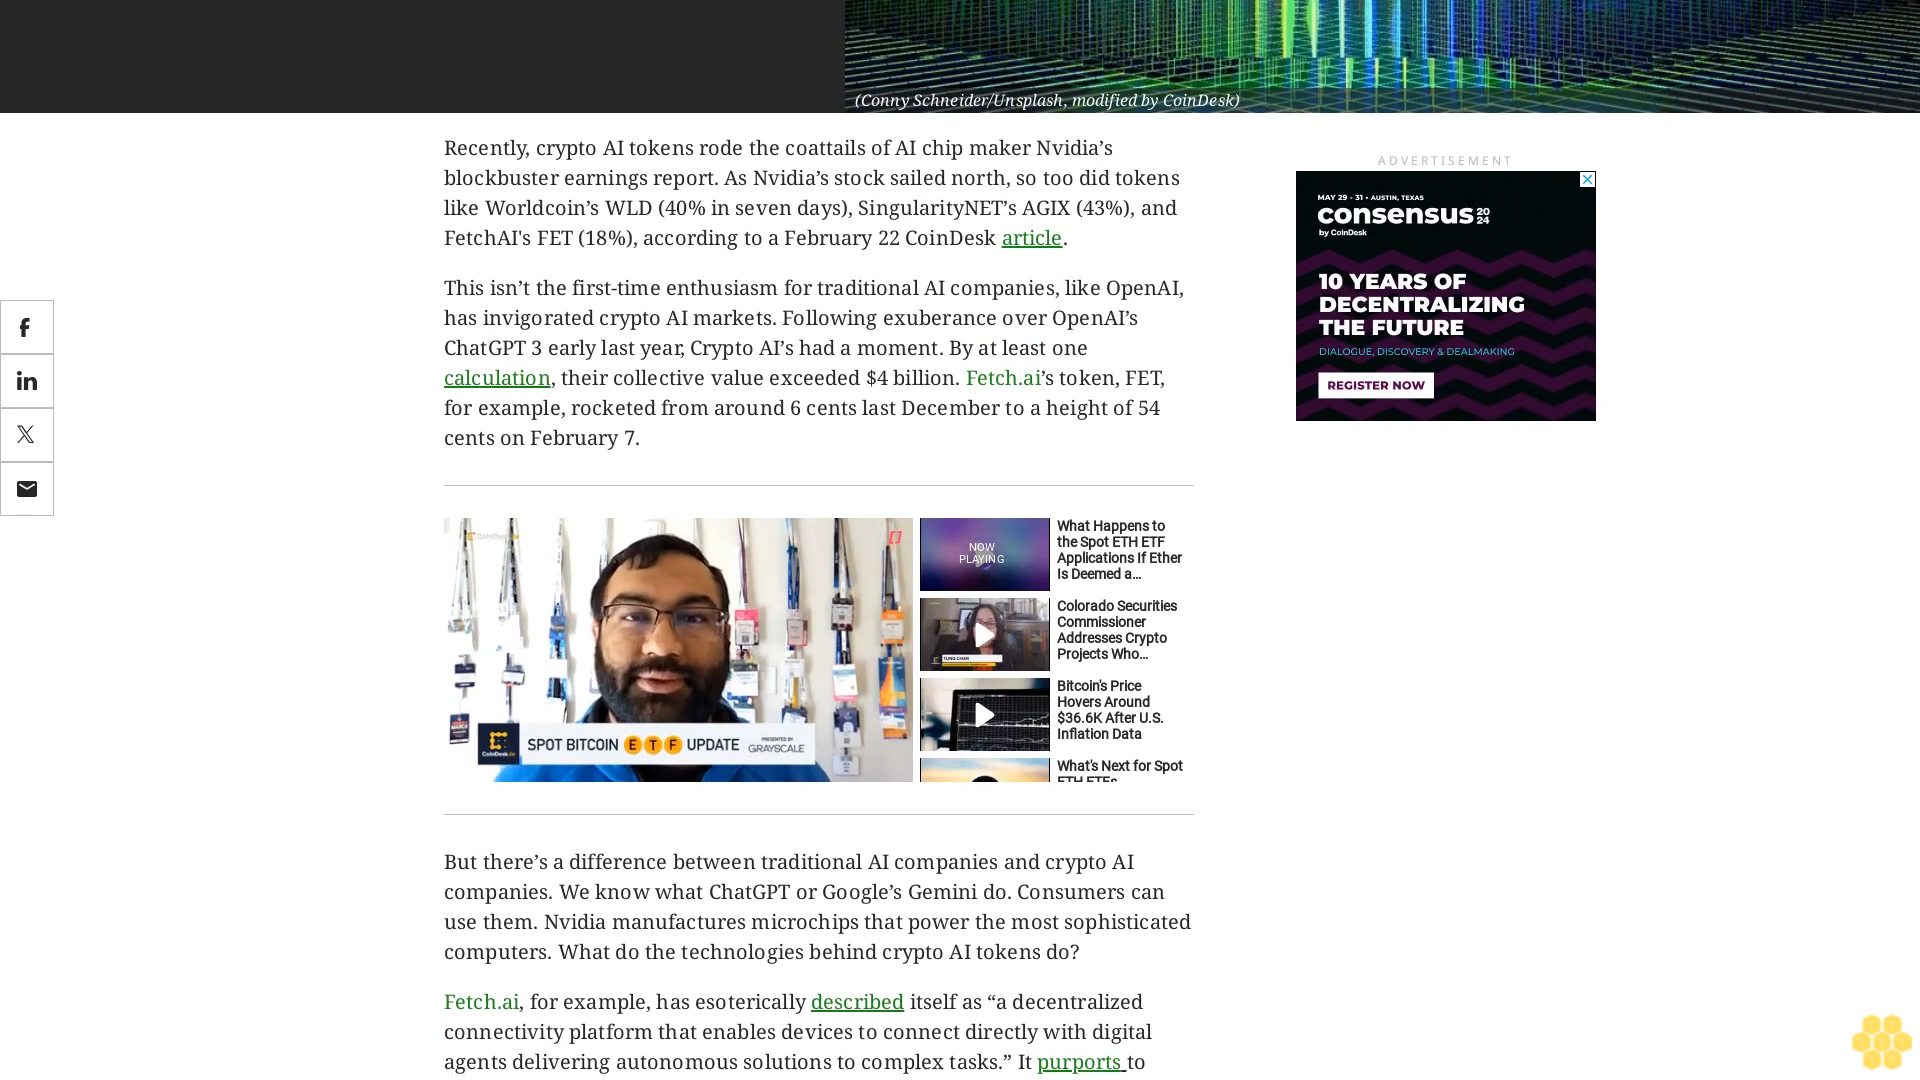 (Conny Schneider/Unsplash, modified by CoinDesk)
Recently, crypto AI tokens rode the coattails of AI chip maker Nvidia’s
blockbuster earnings report. As Nvidia’s stock sailed north, so too did tokens
like Worldcoin’s WLD (40% in seven days), SingularityNET’s AGIX (43%), and
FetchAI's FET (18%), according to a February 22 CoinDesk article.
This isn’t the first-time enthusiasm for traditional AI companies, like OpenAI,
has invigorated crypto AI markets. Following exuberance over OpenAI’s
ChatGPT 3 early last year, Crypto AI’s had a moment. By at least one
calculation, their collective value exceeded $4 billion. Fetch.ai’s token, FET,
for example, rocketed from around 6 cents last December to a height of 54
cents on February 7.
ADVERTISEMENT
MAY 29 - 31 • AUSTIN, TEXAS
consensus 2024
by CoinDesk
10 YEARS OF
DECENTRALIZING
THE FUTURE
DIALOGUE, DISCOVERY & DEALMAKING
REGISTER NOW
f
in
X
CoinDesk
CoinDesk.tv
SPOT BITCOIN ETF UPDATE
PRESENTED BY
GRAYSCALE
NOW
PLAYING
What Happens to
the Spot ETH ETF
Applications If Ether
Is Deemed a...
TUNG CHAN
Colorado Securities
Commissioner
Addresses Crypto
Projects Who...
Bitcoin's Price
Hovers Around
$36.6K After U.S.
Inflation Data
What's Next for Spot
ETH ETFs
But there’s a difference between traditional AI companies and crypto AI
companies. We know what ChatGPT or Google’s Gemini do. Consumers can
use them. Nvidia manufactures microchips that power the most sophisticated
computers. What do the technologies behind crypto AI tokens do?
Fetch.ai, for example, has esoterically described itself as “a decentralized
connectivity platform that enables devices to connect directly with digital
agents delivering autonomous solutions to complex tasks.” It purports to